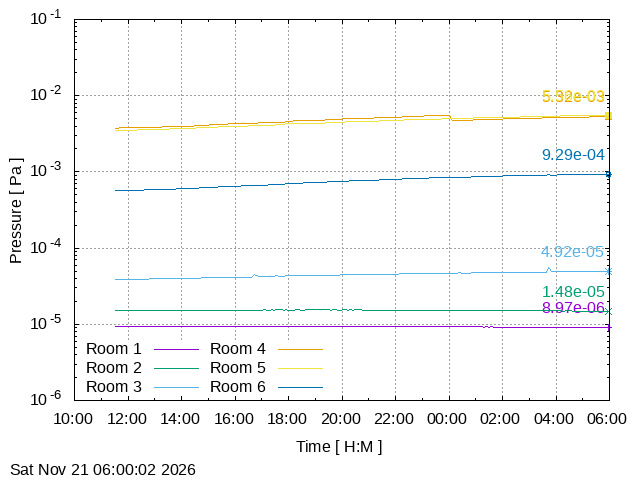 10^-1
10^-2
10^-3
10^-4
10^-5
10^-6
Pressure [ Pa ]
9.29e-04
4.92e-05
1.48e-05
8.97e-06
Room 1 Room 4
Room 2 Room 5
Room 3 Room 6
10:00 12:00 14:00 16:00 18:00 20:00 22:00 00:00 02:00 04:00 06:00
Time [ H:M ]
Sat Nov 21 06:00:02 2026